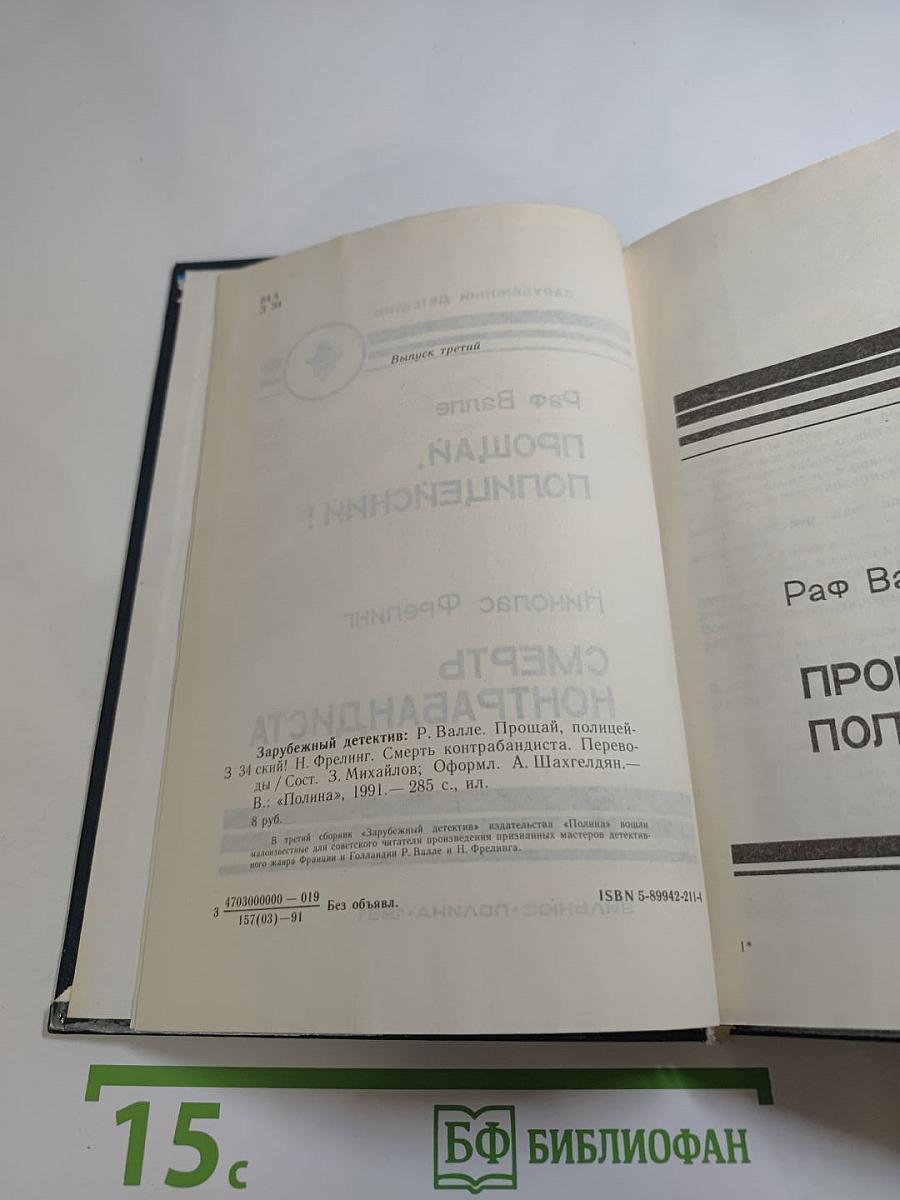 84.4
З 34
Выпуск третий
Зарубежный детектив: Р. Валле. Прощай, полицей-
З 34 ский! Н. Фрелинг. Смерть контрабандиста. Перево-
ды / Сост. З. Михайлов; Оформл. А. Шахгелдян.—
В.: «Полина», 1991.— 285 с., ил.
8 руб.
В третий сборник «Зарубежный детектив» издательства «Полина» вошли
малоизвестные для советского читателя произведения признанных мастеров детектив-
ного жанра Франции и Голландии Р. Валле и Н. Фрелинга.
З 4703000000 — 019
157(03)—91
Без объявл.
ISBN 5-89942-211-4
Раф Ва
ПРО
ПОЛ
1*
15 с
БФ БИБЛИОФАН